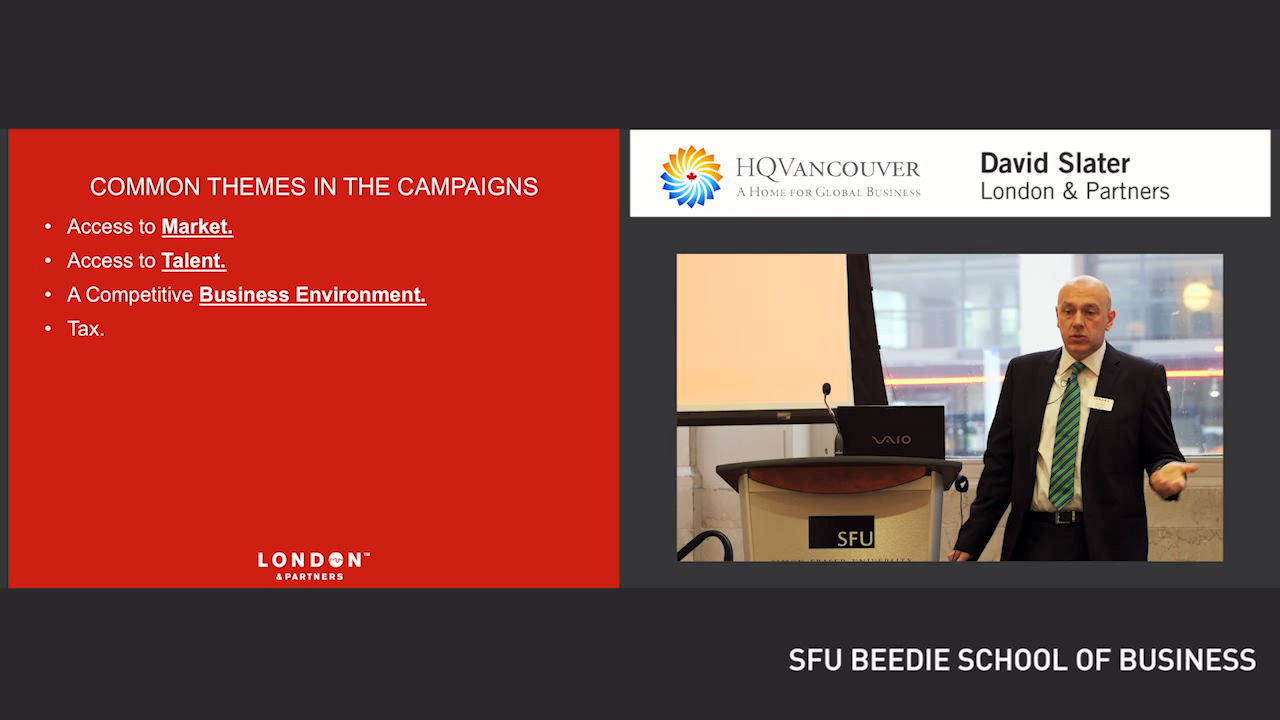 COMMON THEMES IN THE CAMPAIGNS
• Access to Market.
• Access to Talent.
• A Competitive Business Environment.
• Tax.
LONDON™
& PARTNERS
HQVANCOUVER
A HOME FOR GLOBAL BUSINESS
David Slater
London & Partners
VAIO
SFU
SFU BEEDIE SCHOOL OF BUSINESS